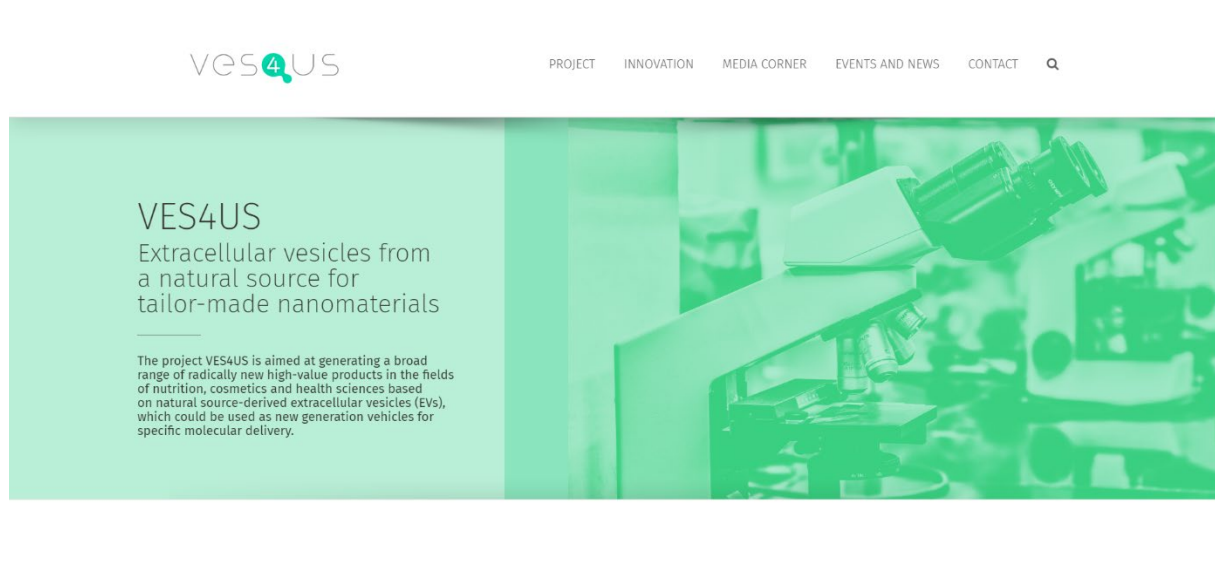 ves4us
PROJECT INNOVATION MEDIA CORNER EVENTS AND NEWS CONTACT
VES4US
Extracellular vesicles from
a natural source for
tailor-made nanomaterials
The project VES4US is aimed at generating a broad
range of radically new high-value products in the fields
of nutrition, cosmetics and health sciences based
on natural source-derived extracellular vesicles (EVs),
which could be used as new generation vehicles for
specific molecular delivery.